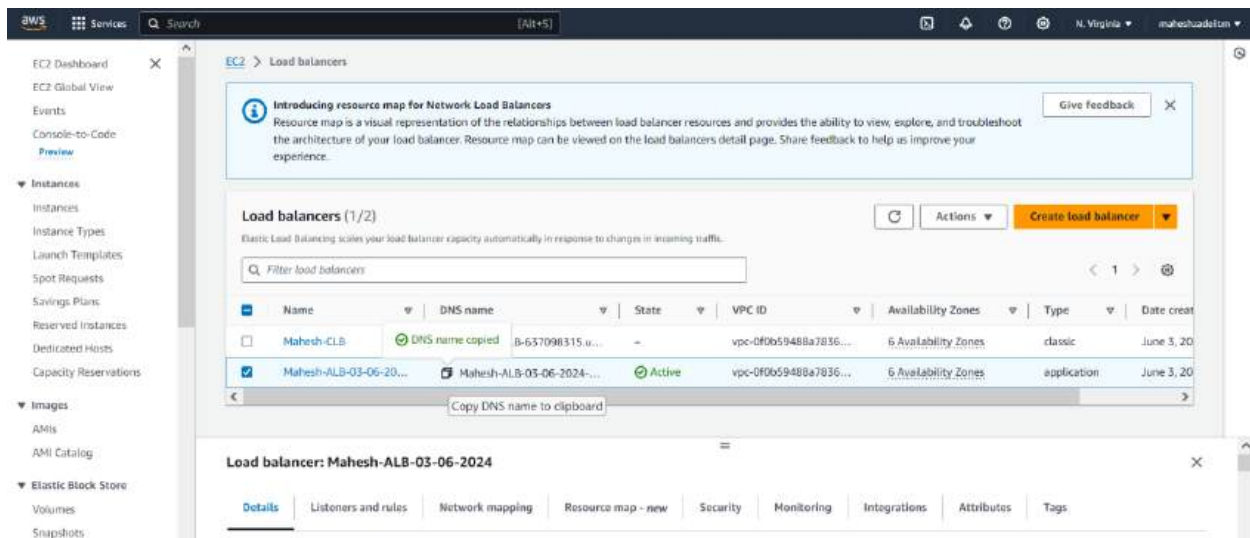 aws Services Search [Alt+S] N. Virginia
EC2 Dashboard
EC2 Global View
Events
Console-to-Code
Preview
Instances
Instances
Instance Types
Launch Templates
Spot Requests
Savings Plans
Reserved Instances
Dedicated Hosts
Capacity Reservations
Images
AMIs
AMI Catalog
Elastic Block Store
Volumes
Snapshots
EC2 > Load balancers
Introducing resource map for Network Load Balancers
Resource map is a visual representation of the relationships between load balancer resources and provides the ability to view, explore, and troubleshoot
the architecture of your load balancer. Resource map can be viewed on the load balancers detail page. Share feedback to help us improve your
experience.
Give feedback
Load balancers (1/2)
Actions
Create load balancer
Elastic Load Balancing scales your load balancer capacity automatically in response to changes in incoming traffic.
Filter load balancers
1
Name DNS name State VPC ID Availability Zones Type Date creat
Mahesh-CLB DNS name copied B-637098315.u... – vpc-0f0b59488a7836... 6 Availability Zones classic June 3, 20
Mahesh-ALB-03-06-20... Mahesh-ALB-03-06-2024-... Active vpc-0f0b59488a7836... 6 Availability Zones application June 3, 20
Copy DNS name to clipboard
Load balancer: Mahesh-ALB-03-06-2024
Details Listeners and rules Network mapping Resource map - new Security Monitoring Integrations Attributes Tags